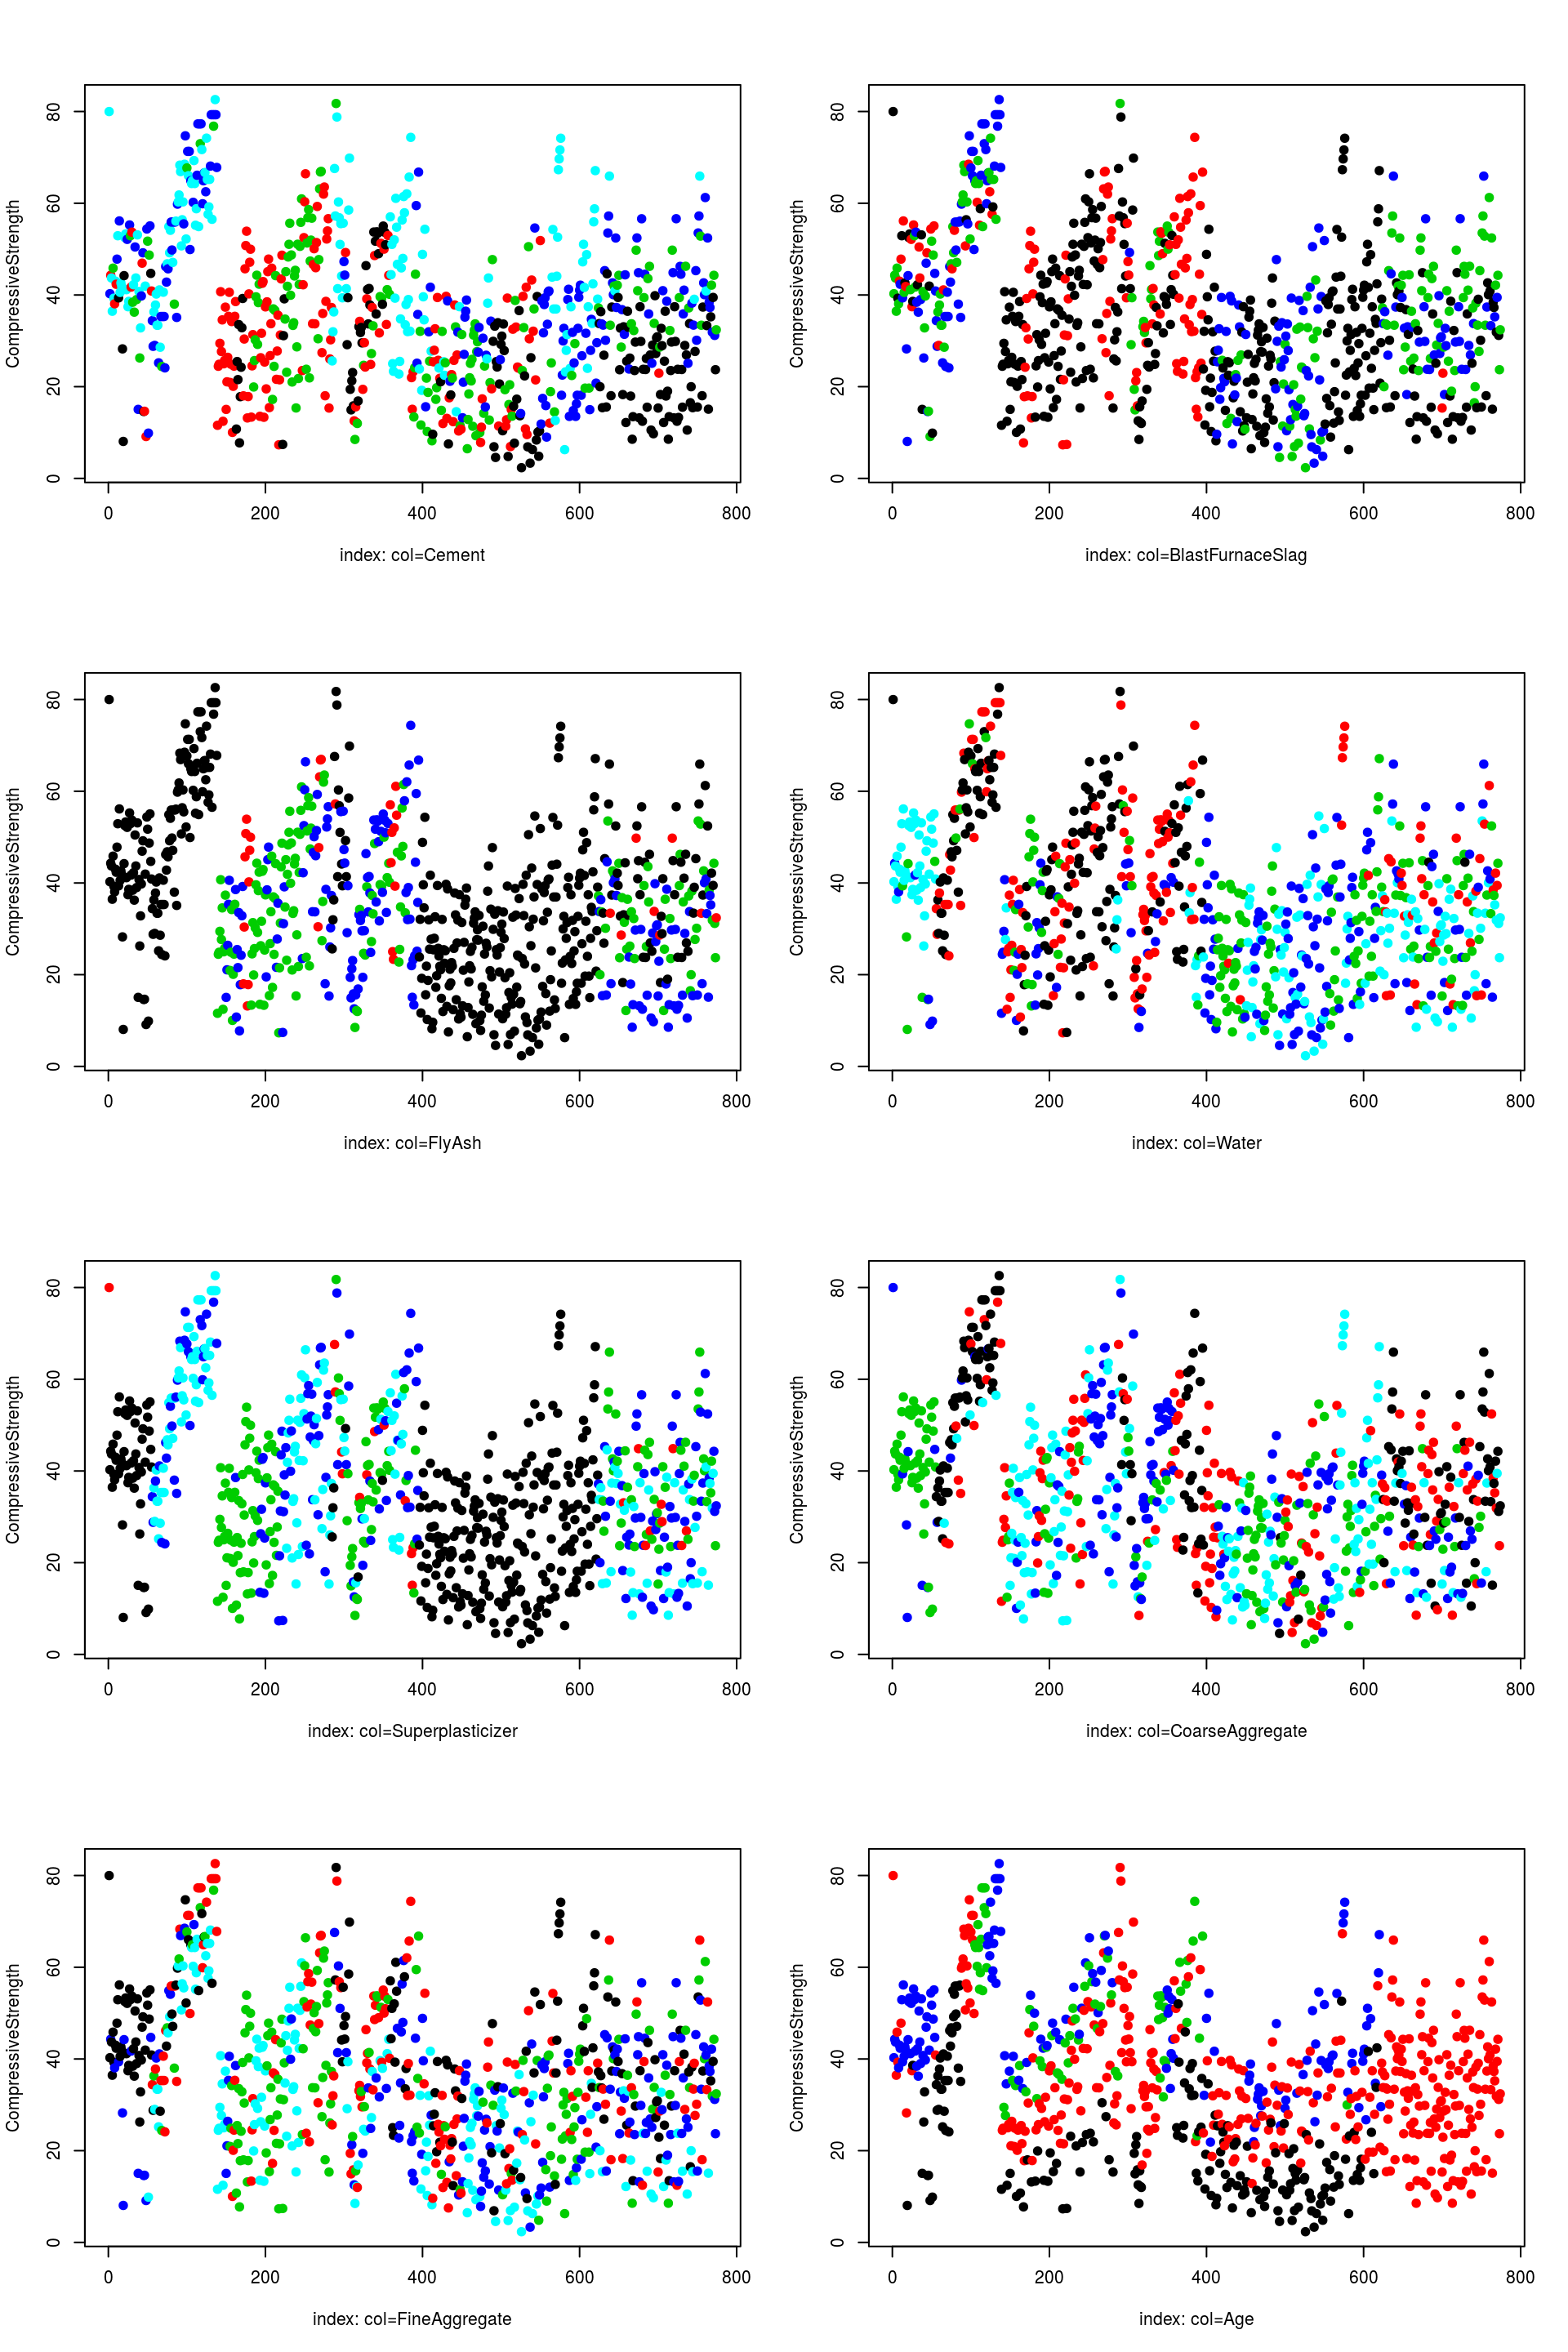 CompressiveStrength
80
60
40
20
0
0 200 400 600 800
index: col=Cement
CompressiveStrength
80
60
40
20
0
0 200 400 600 800
index: col=BlastFurnaceSlag
CompressiveStrength
80
60
40
20
0
0 200 400 600 800
index: col=FlyAsh
CompressiveStrength
80
60
40
20
0
0 200 400 600 800
index: col=Water
CompressiveStrength
80
60
40
20
0
0 200 400 600 800
index: col=Superplasticizer
CompressiveStrength
80
60
40
20
0
0 200 400 600 800
index: col=CoarseAggregate
CompressiveStrength
80
60
40
20
0
0 200 400 600 800
index: col=FineAggregate
CompressiveStrength
80
60
40
20
0
0 200 400 600 800
index: col=Age